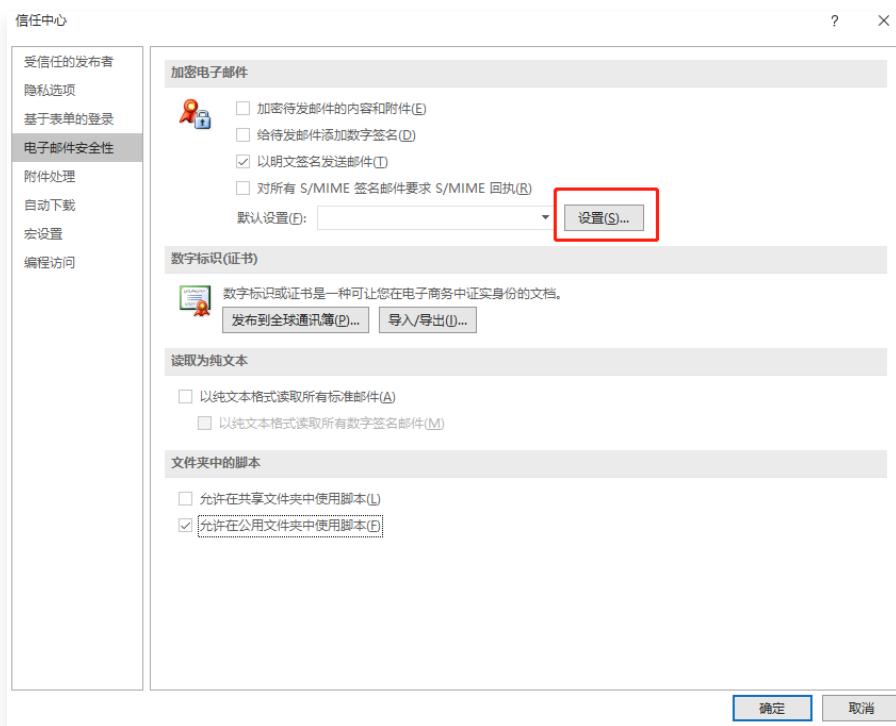 信任中心
? ×
受信任的发布者
隐私选项
基于表单的登录
电子邮件安全性
附件处理
自动下载
宏设置
编程访问
加密电子邮件
加密待发邮件的内容和附件(E)
给待发邮件添加数字签名(D)
以明文签名发送邮件(T)
对所有 S/MIME 签名邮件要求 S/MIME 回执(R)
默认设置(F): 设置(S)...
数字标识(证书)
数字标识或证书是一种可让您在电子商务中证实身份的文档。
发布到全球通讯簿(P)... 导入/导出(I)...
读取为纯文本
以纯文本格式读取所有标准邮件(A)
以纯文本格式读取所有数字签名邮件(M)
文件夹中的脚本
允许在共享文件夹中使用脚本(L)
允许在公用文件夹中使用脚本(F)
确定 取消